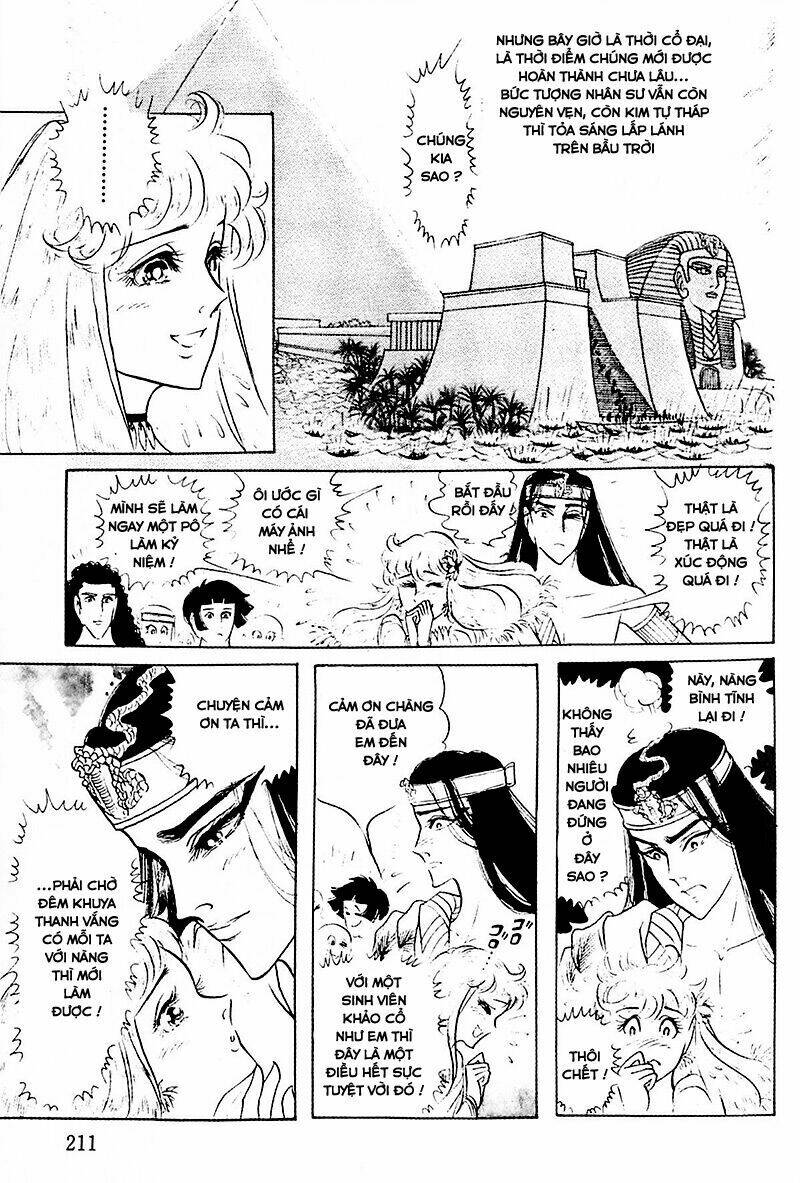 NHƯNG BÂY GIỜ LÀ THỜI CỔ ĐẠI,
LÀ THỜI ĐIỂM CHÚNG MỚI ĐƯỢC
HOÀN THÀNH CHƯA LÂU...
BỨC TƯỢNG NHÂN SƯ VẪN CÒN
NGUYÊN VẸN, CÒN KIM TỰ THÁP
THÌ TỎA SÁNG LẤP LÁNH
TRÊN BẦU TRỜI
CHÚNG
KIA
SAO ?
.........
THẬT LÀ
ĐẸP QUÁ ĐI !
THẬT LÀ
XÚC ĐỘNG
QUÁ ĐI !
BẮT ĐẦU
RỒI ĐẤY !
ÔI ƯỚC GÌ
CÓ CÁI
MÁY ẢNH
NHỂ !
MÌNH SẼ LÀM
NGAY MỘT PÔ
LÀM KỶ
NIỆM !
NÀY, NÀNG
BÌNH TĨNH
LẠI ĐI !
KHÔNG
THẤY BAO
NHIÊU
NGƯỜI
ĐANG
ĐỨNG
Ở
ĐÂY
SAO ?
THÔI
CHẾT !
CẢM ƠN CHÀNG
ĐÃ ĐƯA
EM ĐẾN
ĐÂY !
コロコロ
VỚI MỘT
SINH VIÊN
KHẢO CỔ
NHƯ EM THÌ
ĐÂY LÀ MỘT
ĐIỀU HẾT SỨC
TUYỆT VỜI ĐÓ !
CHUYỆN CẢM
ƠN TA THÌ...
...PHẢI CHỜ
ĐÊM KHUYA
THANH VẮNG
CÓ MỖI TA
VỚI NÀNG
THÌ MỚI
LÀM
ĐƯỢC !
211